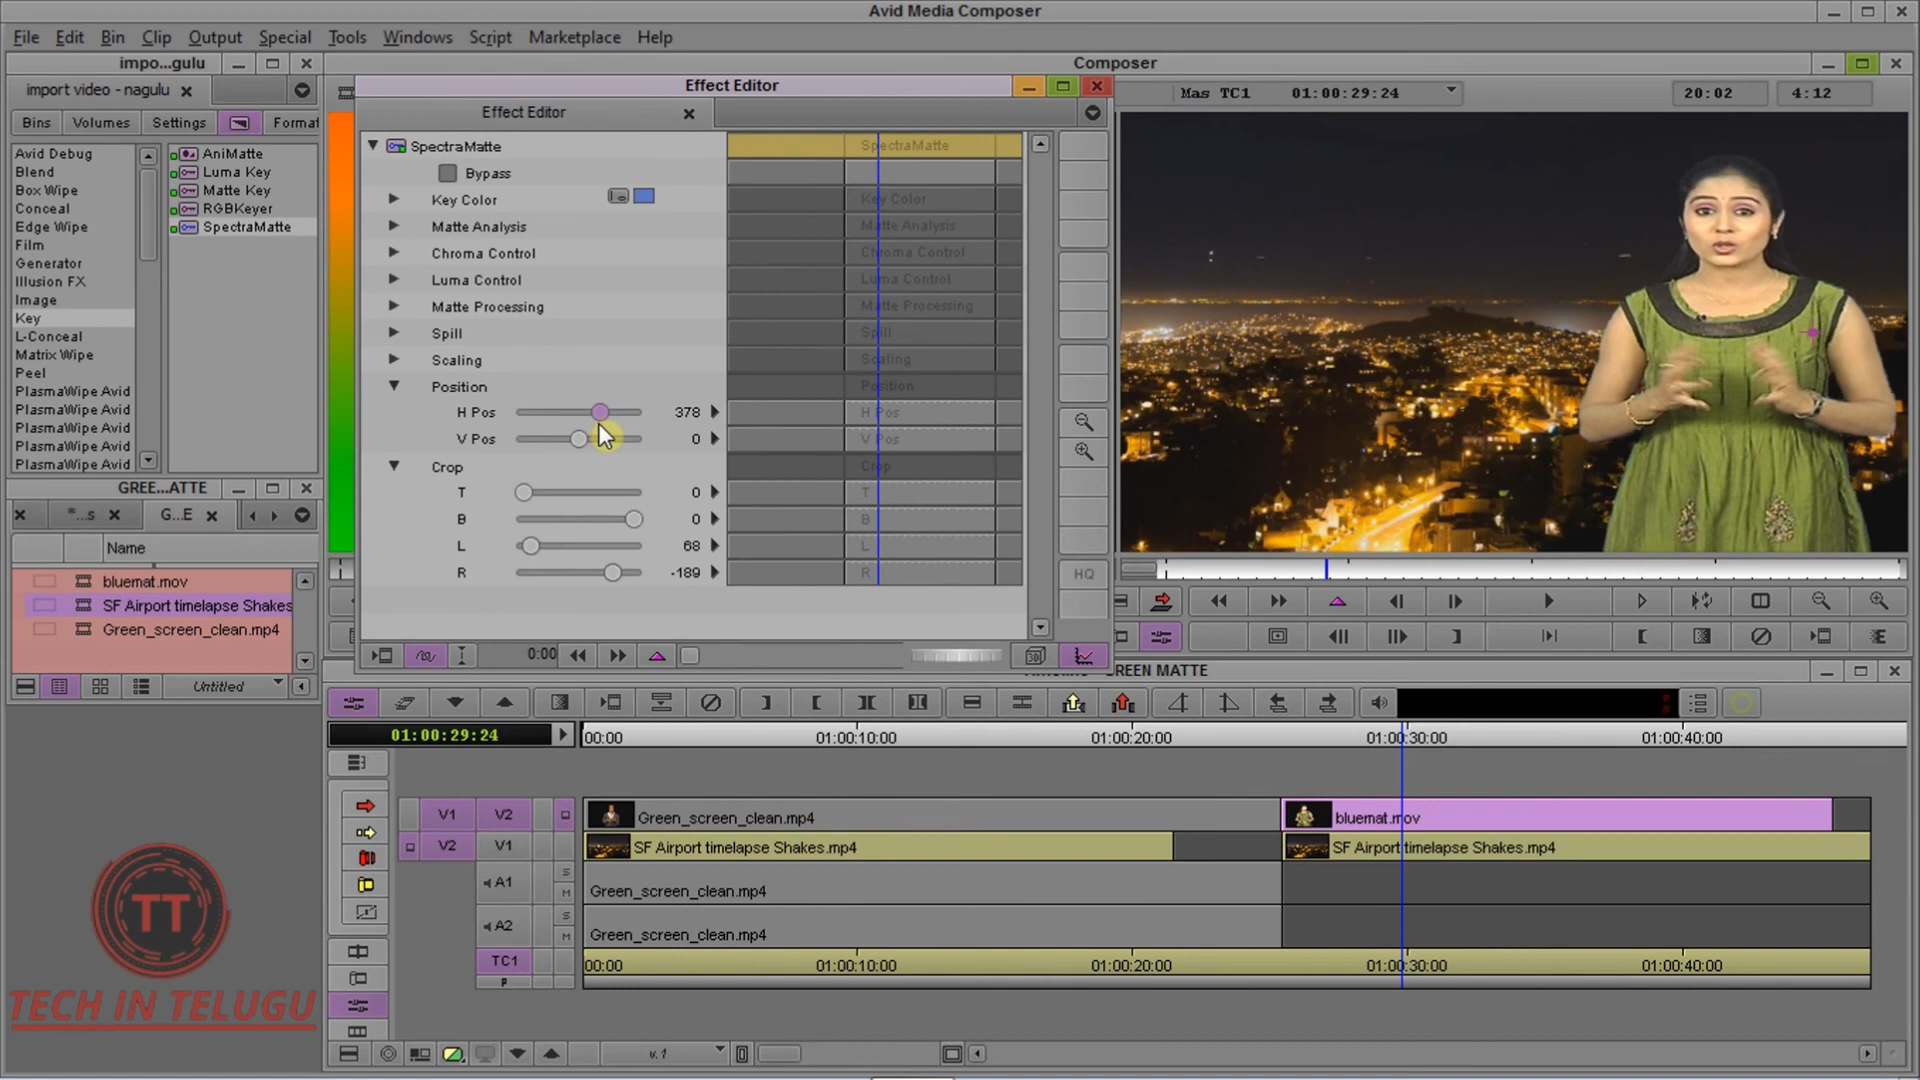 Avid Media Composer
File Edit Bin Clip Output Special Tools Windows Script Marketplace Help
impo...gulu
import video - nagulu
Bins Volumes Settings Format
Avid Debug
Blend
Box Wipe
Conceal
Edge Wipe
Film
Generator
Illusion FX
Image
Key
L-Conceal
Matrix Wipe
Peel
PlasmaWipe Avid
PlasmaWipe Avid
PlasmaWipe Avid
PlasmaWipe Avid
PlasmaWipe Avid
AniMatte
Luma Key
Matte Key
RGBKeyer
SpectraMatte
GREE...ATTE
*...s G...E
Name
bluemat.mov
SF Airport timelapse Shakes
Green_screen_clean.mp4
Untitled
Effect Editor
Effect Editor
SpectraMatte SpectraMatte
Bypass
Key Color Key Color
Matte Analysis Matte Analysis
Chroma Control Chroma Control
Luma Control Luma Control
Matte Processing Matte Processing
Spill Spill
Scaling Scaling
Position Position
H Pos 378 H Pos
V Pos 0 V Pos
Crop Crop
T 0 T
B 0 B
L 68 L
R -189 R
HQ
0:00
3D
Composer
Mas TC1 01:00:29:24 20:02 4:12
GREEN MATTE
01:00:29:24
00:00 01:00:10:00 01:00:20:00 01:00:30:00 01:00:40:00
V1 V2 Green_screen_clean.mp4 bluemat.mov
V2 V1 SF Airport timelapse Shakes.mp4 SF Airport timelapse Shakes.mp4
A1 S M Green_screen_clean.mp4
A2 S M Green_screen_clean.mp4
TC1 00:00 01:00:10:00 01:00:20:00 01:00:30:00 01:00:40:00
P
v.1
TT
TECH IN TELUGU